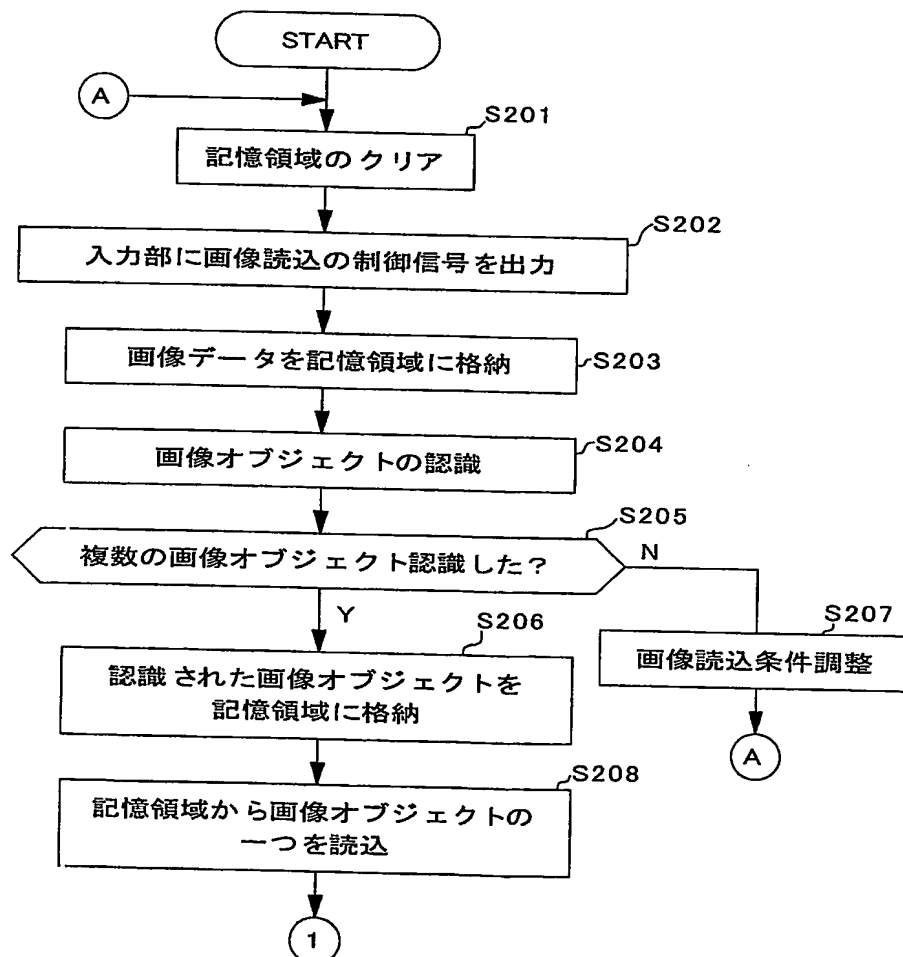 START
A
S201
記憶領域のクリア
S202
入力部に画像読込の制御信号を出力
画像データを記憶領域に格納
S203
画像オブジェクトの認識
S204
S205
複数の画像オブジェクト認識した?
N
Y
S206
S207
認識された画像オブジェクトを
記憶領域に格納
画像読込条件調整
A
S208
記憶領域から画像オブジェクトの
一つを読込
1